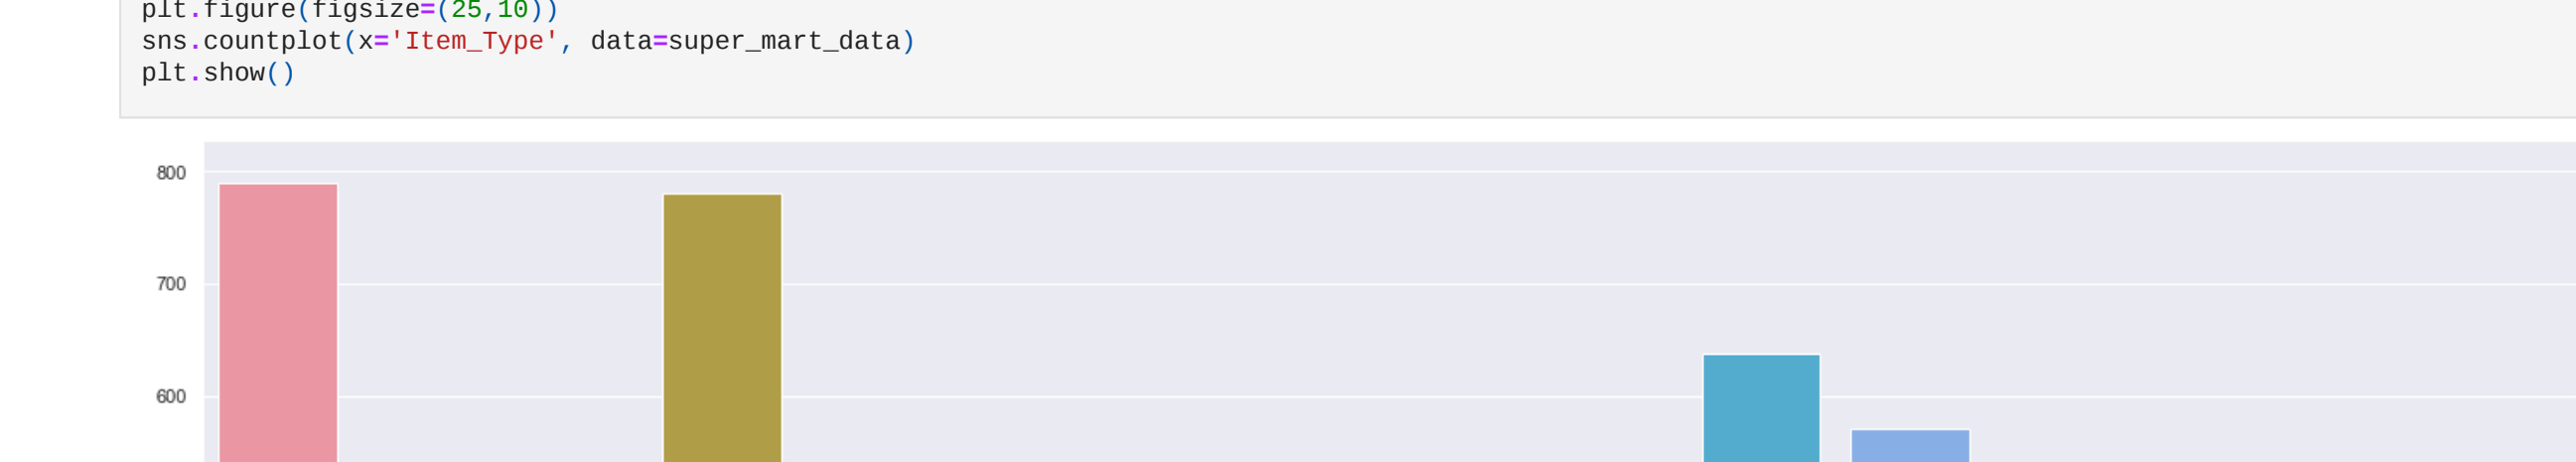 plt.figure(figsize=(25,10))
sns.countplot(x='Item_Type', data=super_mart_data)
plt.show()
800
700
600